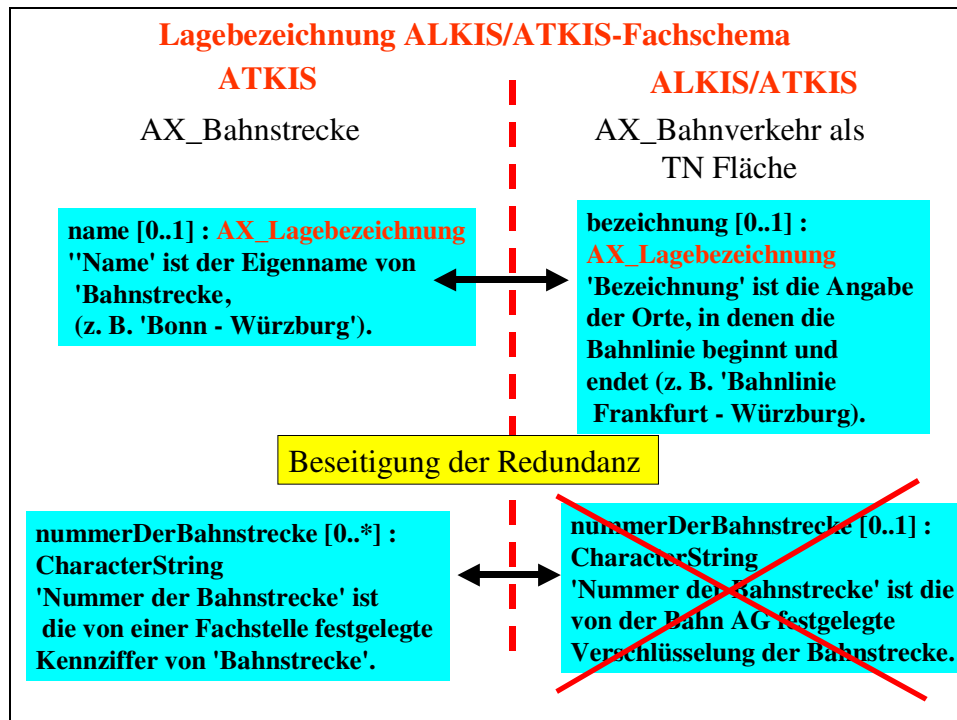 Lagebezeichnung ALKIS/ATKIS-Fachschema
ATKIS
AX_Bahnstrecke
name [0..1] : AX_Lagebezeichnung
"Name' ist der Eigenname von
'Bahnstrecke,
(z. B. 'Bonn - Würzburg').
ALKIS/ATKIS
AX_Bahnverkehr als
TN Fläche
bezeichnung [0..1] :
AX_Lagebezeichnung
'Bezeichnung' ist die Angabe
der Orte, in denen die
Bahnlinie beginnt und
endet (z. B. 'Bahnlinie
Frankfurt - Würzburg).
Beseitigung der Redundanz
nummerDerBahnstrecke [0..*] :
CharacterString
'Nummer der Bahnstrecke' ist
die von einer Fachstelle festgelegte
Kennziffer von 'Bahnstrecke'.
nummerDerBahnstrecke [0..1] :
CharacterString
'Nummer der Bahnstrecke' ist die
von der Bahn AG festgelegte
Verschlüsselung der Bahnstrecke.